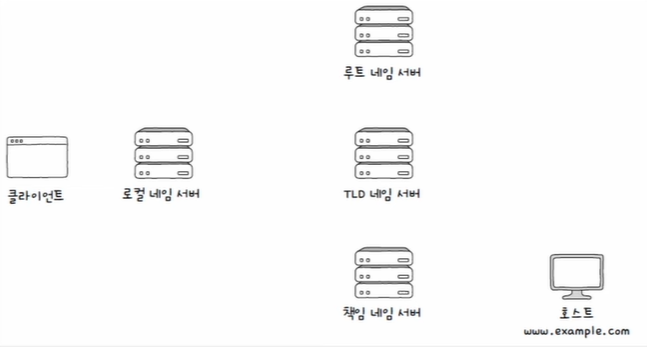 루트 네임 서버
클라이언트
로컬 네임 서버
TLD 네임 서버
책임 네임 서버
호스트
www.example.com